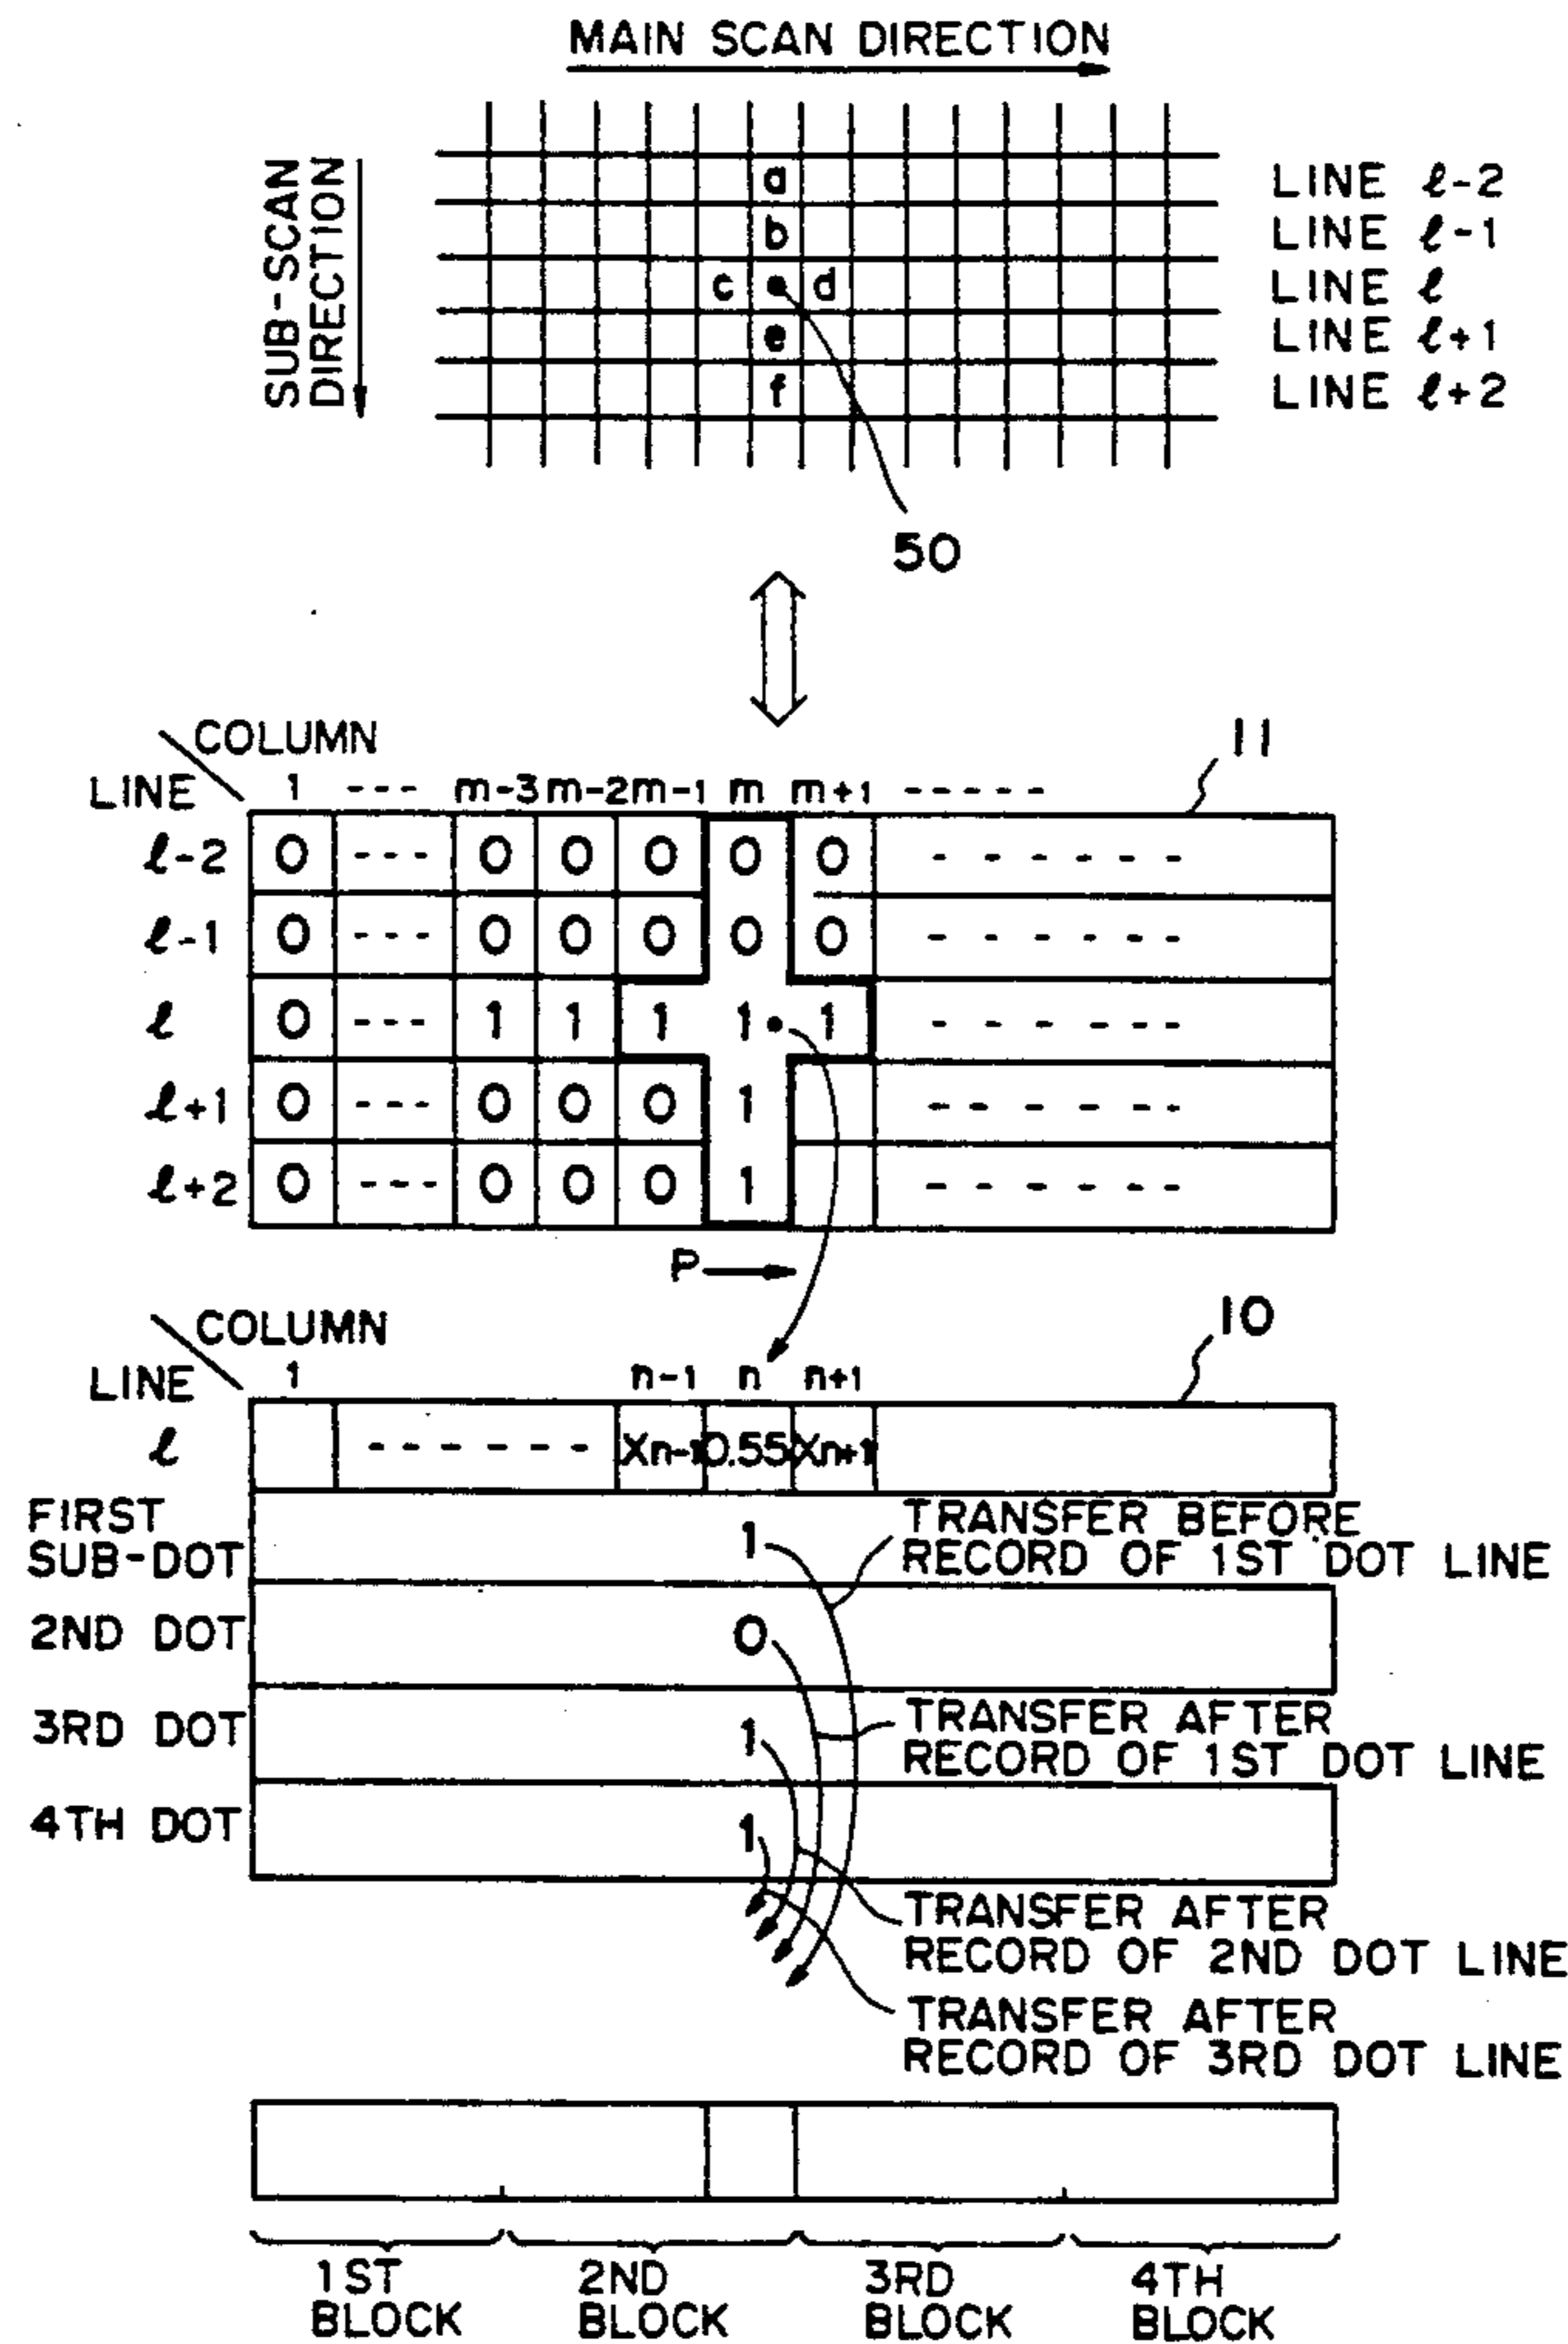 MAIN SCAN DIRECTION
SUB-SCAN
DIRECTION
a LINE ℓ-2
b LINE ℓ-1
c d LINE ℓ
e LINE ℓ+1
f LINE ℓ+2
50
COLUMN
11
LINE 1 --- m-3 m-2 m-1 m m+1 -----
ℓ-2 0 --- 0 0 0 0 0 ------
ℓ-1 0 --- 0 0 0 0 0 ------
ℓ 0 --- 1 1 1 1 1 ------
ℓ+1 0 --- 0 0 0 1 ------
ℓ+2 0 --- 0 0 0 1 ------
P
COLUMN
10
LINE 1 n-1 n n+1
ℓ ------ Xn-1 0.55 Xn+1
FIRST
SUB-DOT 1
TRANSFER BEFORE
RECORD OF 1ST DOT LINE
2ND DOT 0
3RD DOT 1
TRANSFER AFTER
RECORD OF 1ST DOT LINE
4TH DOT 1
TRANSFER AFTER
RECORD OF 2ND DOT LINE
TRANSFER AFTER
RECORD OF 3RD DOT LINE
1ST
BLOCK
2ND
BLOCK
3RD
BLOCK
4TH
BLOCK